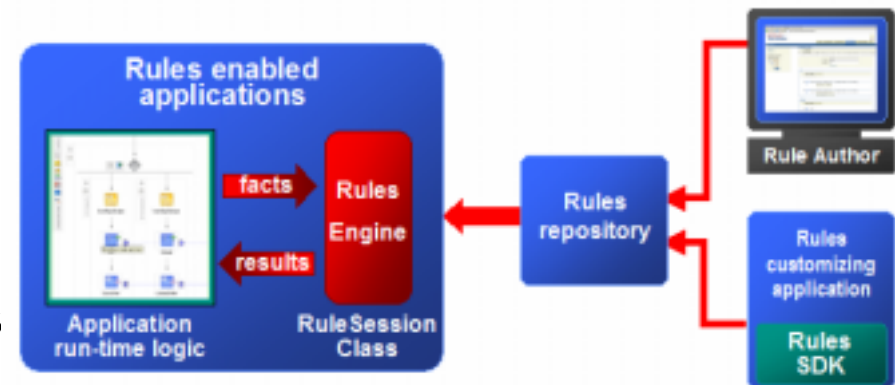 Rules enabled
applications
facts
results
Rules
Engine
Application
run-time logic
RuleSession
Class
Rules
repository
Rule Author
Rules
customizing
application
Rules
SDK